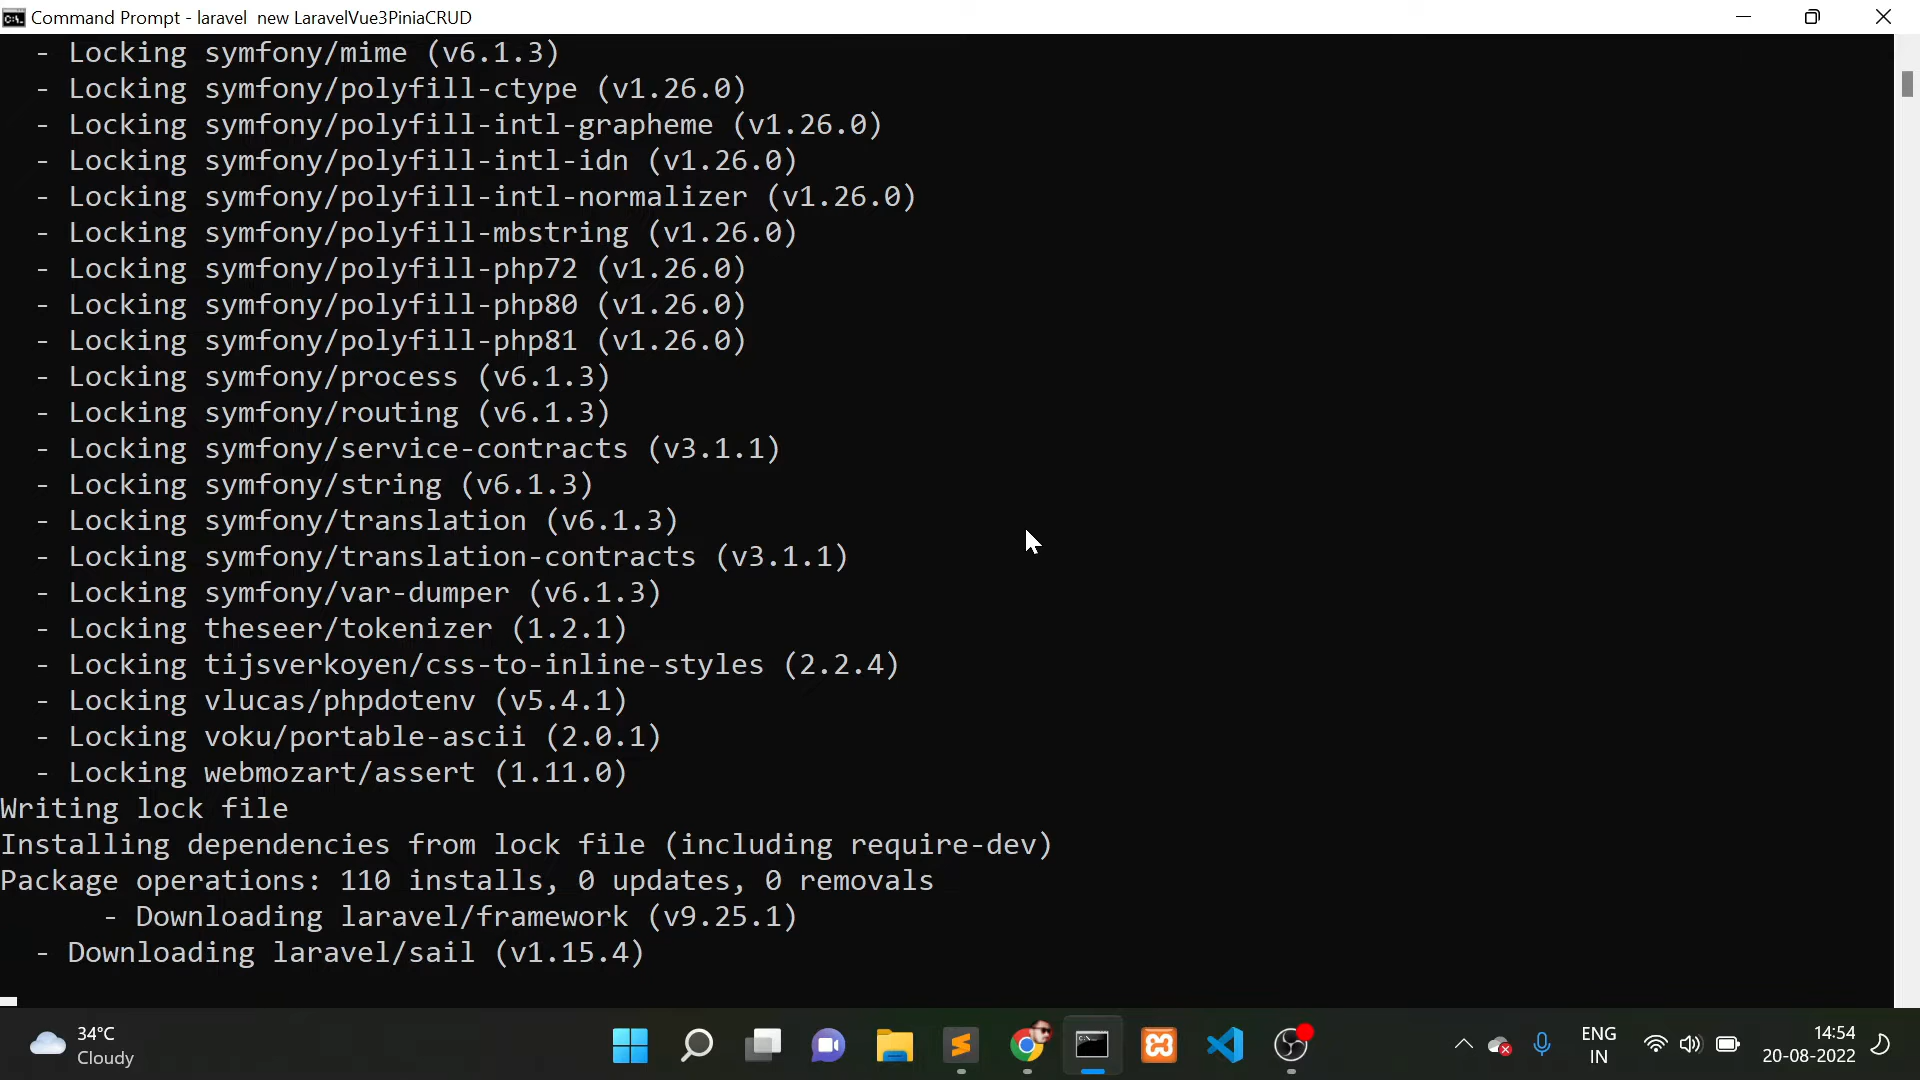 Command Prompt - laravel  new LaravelVue3PiniaCRUD
- Locking symfony/mime (v6.1.3)
- Locking symfony/polyfill-ctype (v1.26.0)
- Locking symfony/polyfill-intl-grapheme (v1.26.0)
- Locking symfony/polyfill-intl-idn (v1.26.0)
- Locking symfony/polyfill-intl-normalizer (v1.26.0)
- Locking symfony/polyfill-mbstring (v1.26.0)
- Locking symfony/polyfill-php72 (v1.26.0)
- Locking symfony/polyfill-php80 (v1.26.0)
- Locking symfony/polyfill-php81 (v1.26.0)
- Locking symfony/process (v6.1.3)
- Locking symfony/routing (v6.1.3)
- Locking symfony/service-contracts (v3.1.1)
- Locking symfony/string (v6.1.3)
- Locking symfony/translation (v6.1.3)
- Locking symfony/translation-contracts (v3.1.1)
- Locking symfony/var-dumper (v6.1.3)
- Locking theseer/tokenizer (1.2.1)
- Locking tijsverkoyen/css-to-inline-styles (2.2.4)
- Locking vlucas/phpdotenv (v5.4.1)
- Locking voku/portable-ascii (2.0.1)
- Locking webmozart/assert (1.11.0)
Writing lock file
Installing dependencies from lock file (including require-dev)
Package operations: 110 installs, 0 updates, 0 removals
- Downloading laravel/framework (v9.25.1)
- Downloading laravel/sail (v1.15.4)
34°C
Cloudy
ENG
IN
14:54
20-08-2022